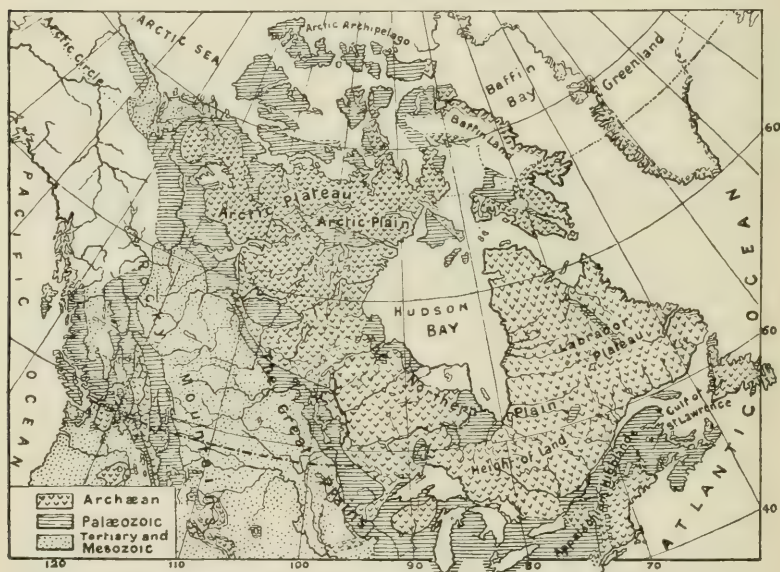 ARCTIC SEA
Arctic Circle
Arctic Archipelago
Baffin
Bay
Greenland
Baffin Land
60
PACIFIC OCEAN
Arctic Plateau
Arctic Plain
Rocky Mountain
HUDSON
BAY
Labrador
Plateau
50
The Great
Northern Plain
Gulf of
St Lawrence
Height of Land
ATLANTIC OCEAN
40
Archæan
Palæozoic
Tertiary and
Mesozoic
120
110
100
90
80
70